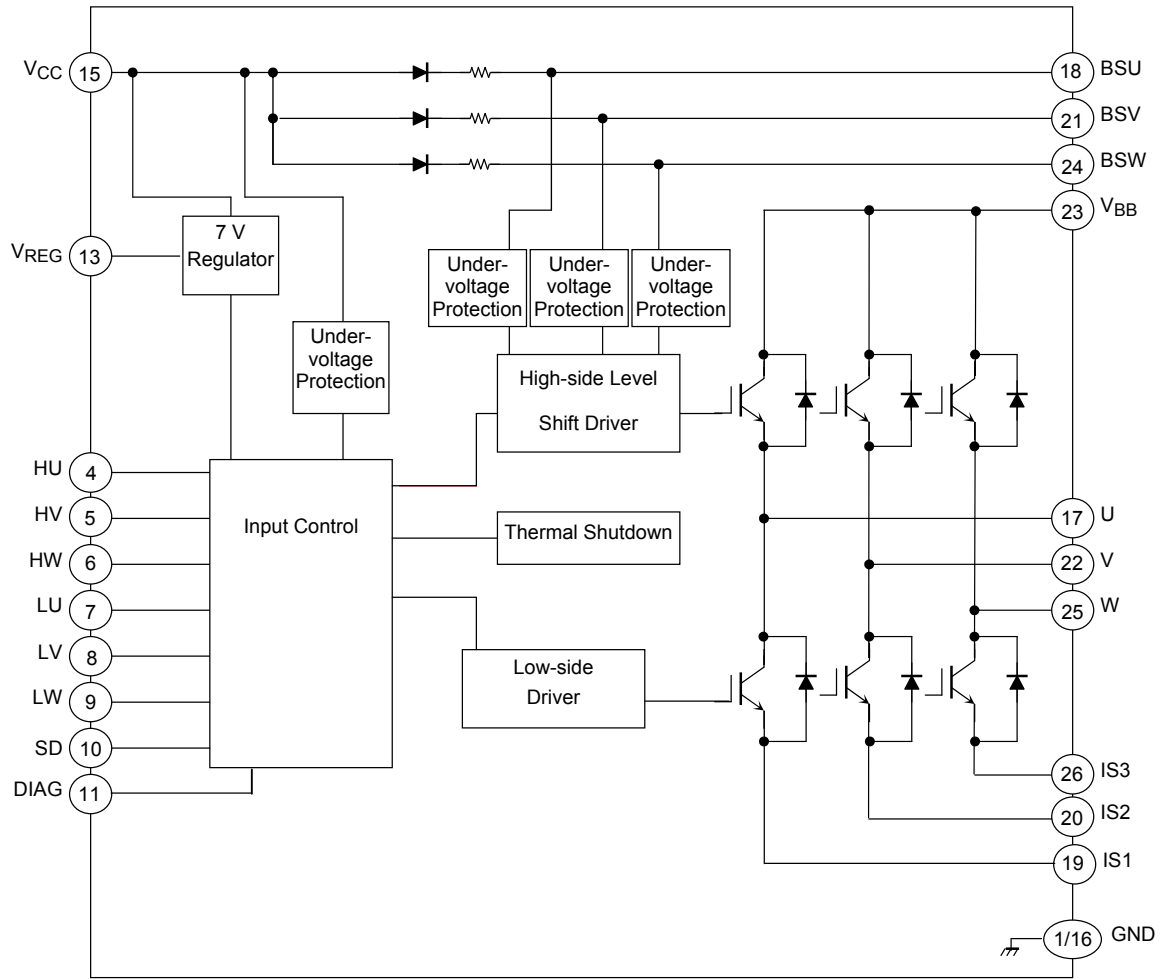 VCC 15
18 BSU
21 BSV
24 BSW
23 VBB
7 V
Regulator
VREG 13
Under-
voltage
Protection
Under-
voltage
Protection
Under-
voltage
Protection
Under-
voltage
Protection
High-side Level
Shift Driver
HU 4
HV 5
HW 6
LU 7
LV 8
LW 9
SD 10
DIAG 11
Input Control
Thermal Shutdown
Low-side
Driver
17 U
22 V
25 W
26 IS3
20 IS2
19 IS1
1/16 GND